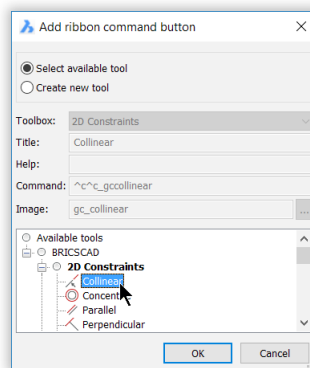 Add ribbon command button
Select available tool
Create new tool
Toolbox: 2D Constraints
Title: Collinear
Help:
Command: ^c^c_gccollinear
Image: gc_collinear ...
Available tools
BRICSCAD
2D Constraints
Collinear
Parallel
Perpendicular
OK Cancel